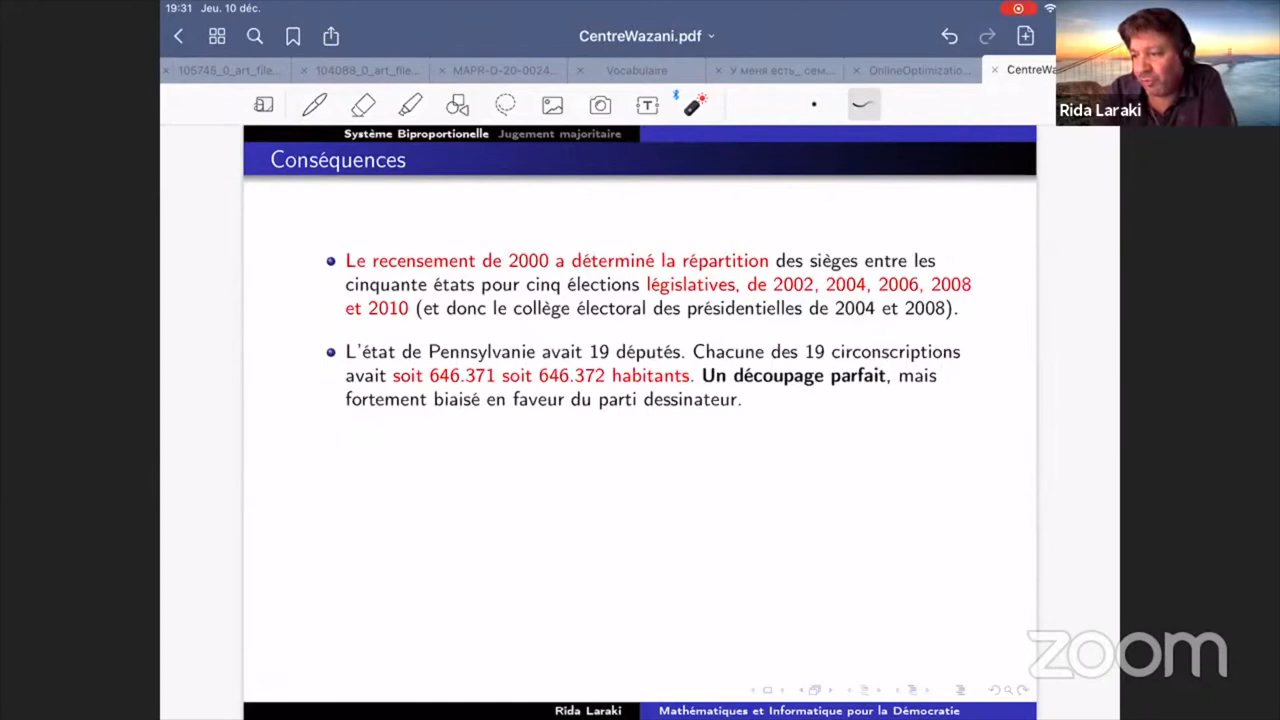 19:31 Jeu. 10 déc.
CentreWazani.pdf
105745_0_art_file...
104088_0_art_file...
MAPR-D-20-0024...
Vocabulaire
У меня есть_ сем...
OnlineOptimizatio...
CentreWa
Rida Laraki
Système Biproportionelle Jugement majoritaire
Conséquences
Le recensement de 2000 a déterminé la répartition des sièges entre les
cinquante états pour cinq élections législatives, de 2002, 2004, 2006, 2008
et 2010 (et donc le collège électoral des présidentielles de 2004 et 2008).
L'état de Pennsylvanie avait 19 députés. Chacune des 19 circonscriptions
avait soit 646.371 soit 646.372 habitants. Un découpage parfait, mais
fortement biaisé en faveur du parti dessinateur.
zoom
Rida Laraki Mathématiques et Informatique pour la Démocratie